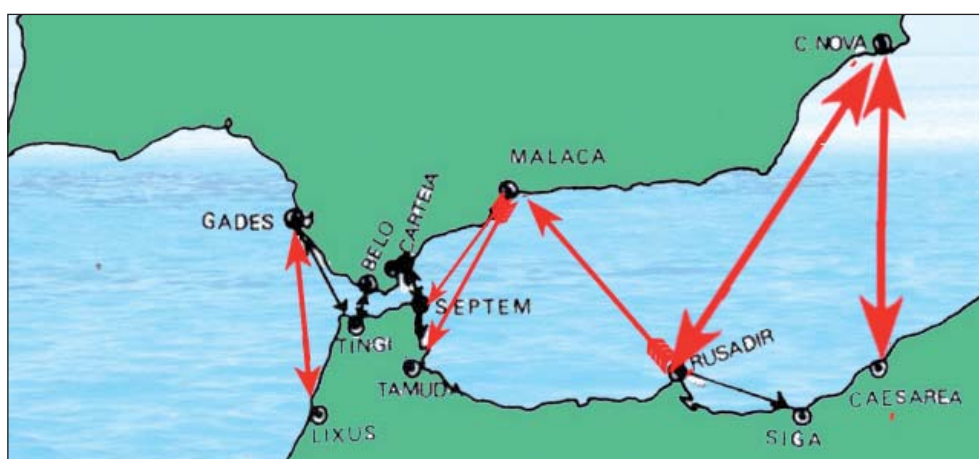 C. NOVA
MALACA
GADES
BELO
CARTEIA
SEPTEM
TINGI
TAMUDA
RUSADIR
CAESAREA
LIXUS
SIGA